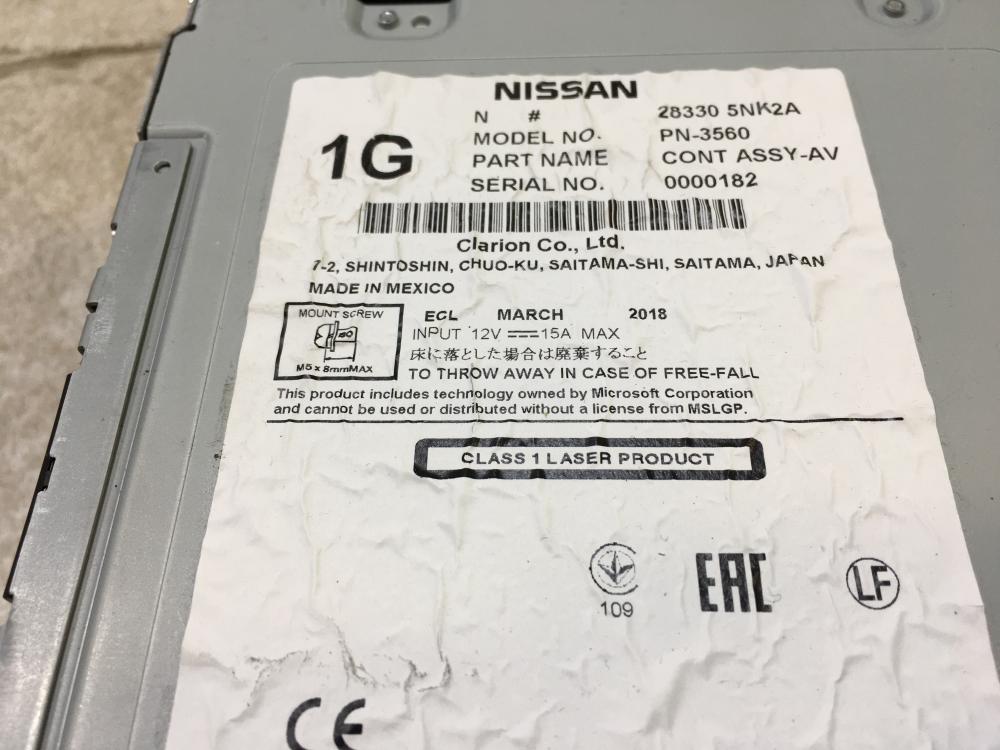 NISSAN
N # 28330 5NK2A
MODEL NO. PN-3560
1G
PART NAME CONT ASSY-AV
SERIAL NO. 0000182
Clarion Co., Ltd.
7-2, SHINTOSHIN, CHUO-KU, SAITAMA-SHI, SAITAMA, JAPAN
MADE IN MEXICO
MOUNT SCREW
M5 x 8mmMAX
ECL MARCH 2018
INPUT 12V 15A MAX
床に落とした場合は廃棄すること
TO THROW AWAY IN CASE OF FREE-FALL
This product includes technology owned by Microsoft Corporation
and cannot be used or distributed without a license from MSLGP.
CLASS 1 LASER PRODUCT
109
EAC
LF
CE